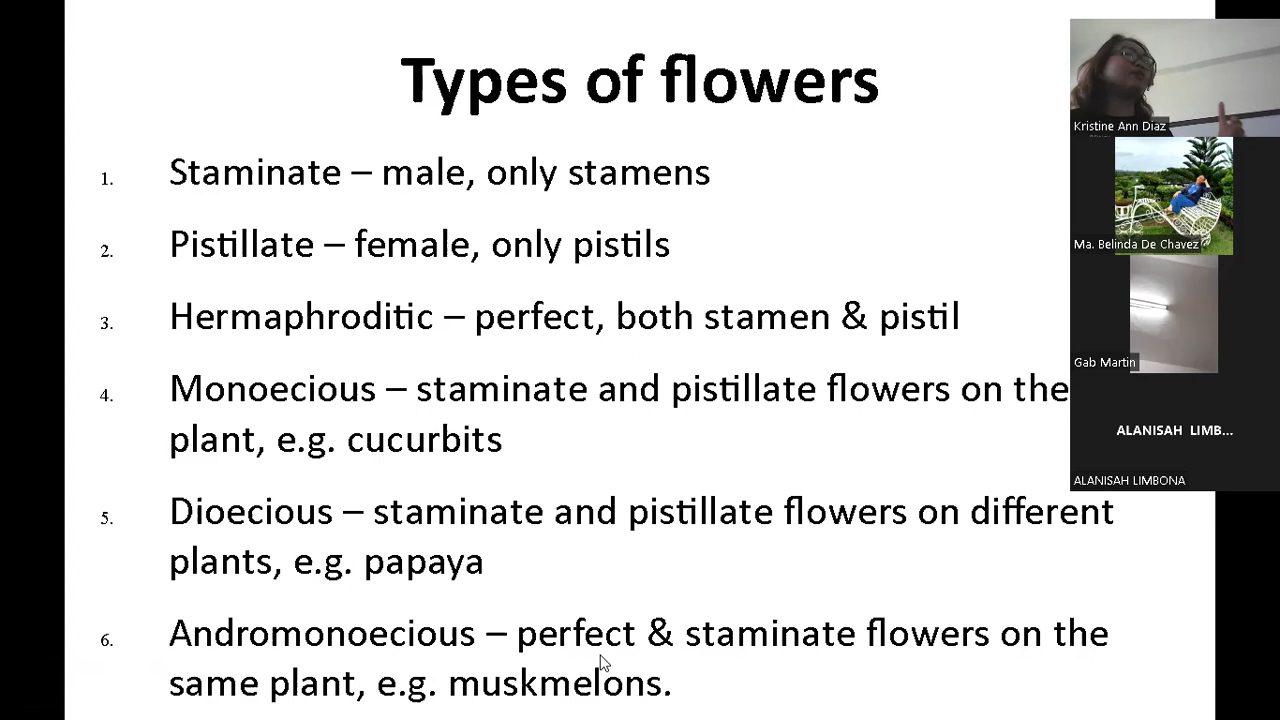 Types of flowers
1. Staminate – male, only stamens
2. Pistillate – female, only pistils
3. Hermaphroditic – perfect, both stamen & pistil
4. Monoecious – staminate and pistillate flowers on the
plant, e.g. cucurbits
5. Dioecious – staminate and pistillate flowers on different
plants, e.g. papaya
6. Andromonoecious – perfect & staminate flowers on the
same plant, e.g. muskmelons.
Kristine Ann Diaz
Ma. Belinda De Chavez
Gab Martin
ALANISAH LIMB...
ALANISAH LIMBONA